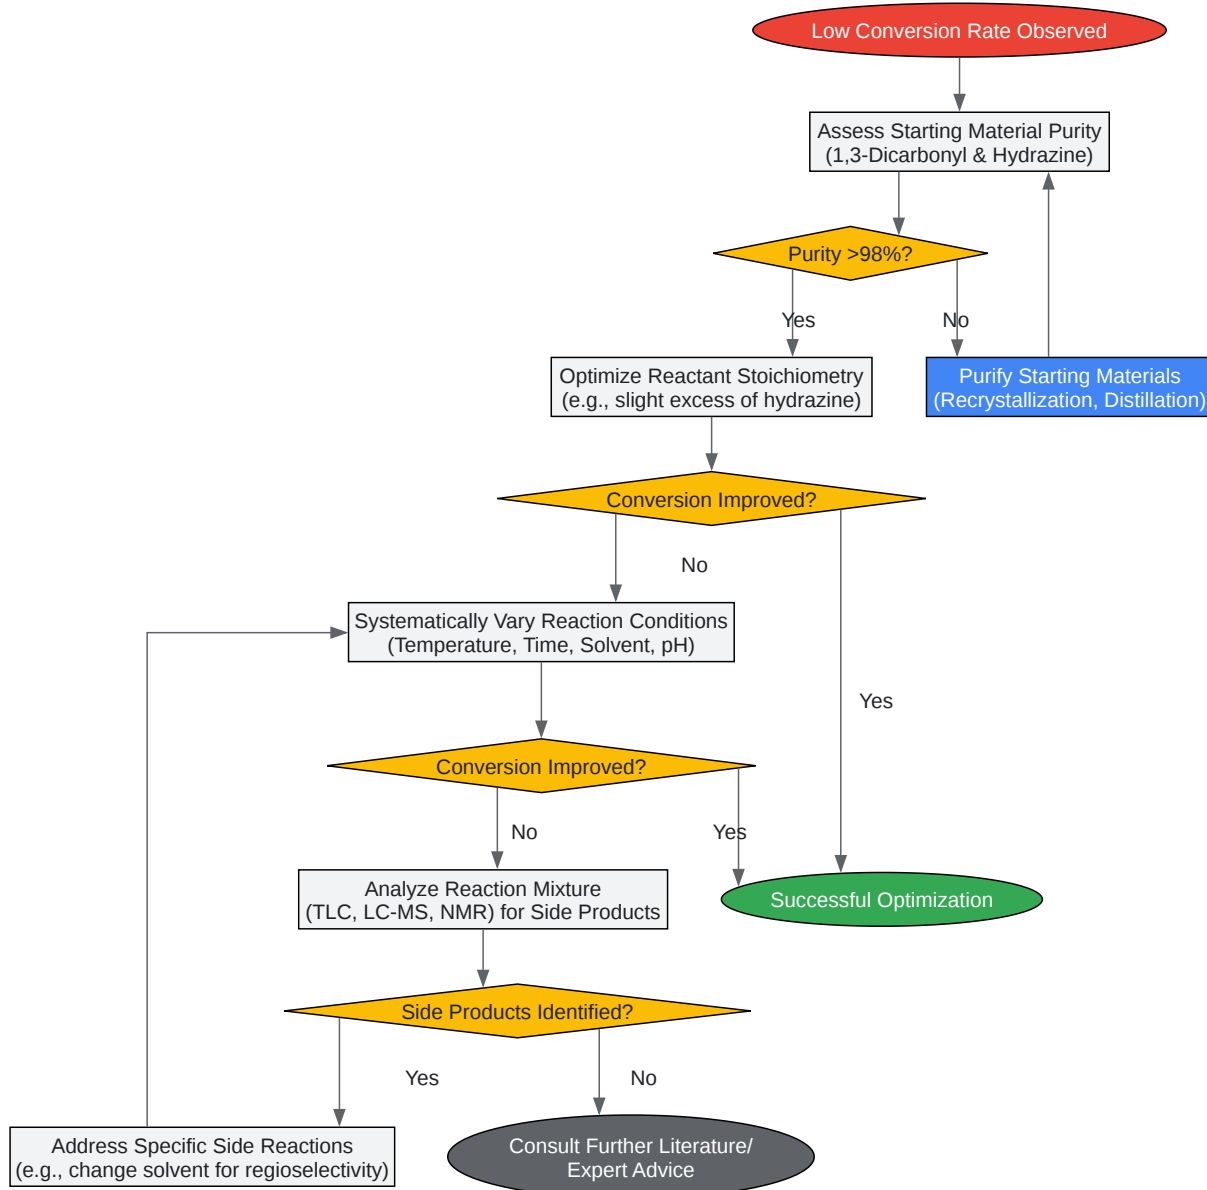 Low Conversion Rate Observed
Assess Starting Material Purity
(1,3-Dicarbonyl & Hydrazine)
Purity >98%?
Yes
No
Optimize Reactant Stoichiometry
(e.g., slight excess of hydrazine)
Purify Starting Materials
(Recrystallization, Distillation)
Conversion Improved?
No
Yes
Systematically Vary Reaction Conditions
(Temperature, Time, Solvent, pH)
Conversion Improved?
No
Yes
Analyze Reaction Mixture
(TLC, LC-MS, NMR) for Side Products
Successful Optimization
Side Products Identified?
Yes
No
Address Specific Side Reactions
(e.g., change solvent for regioselectivity)
Consult Further Literature/
Expert Advice